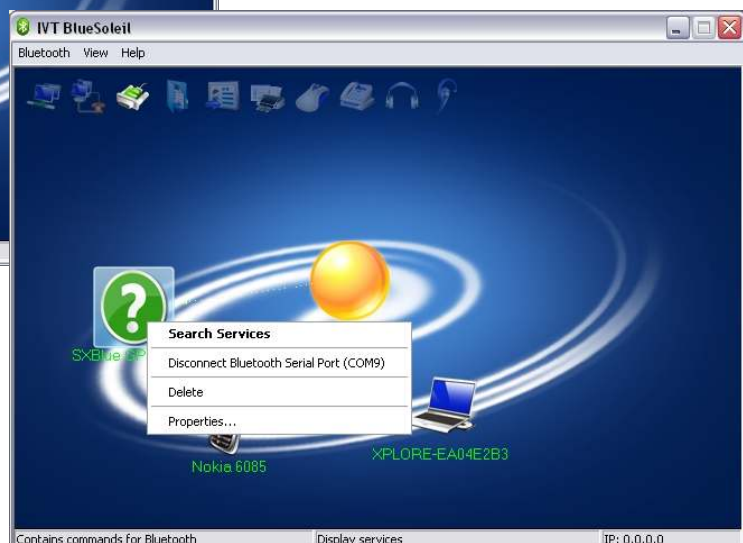 IVT BlueSoleil
Bluetooth View Help
Search Services
SXBlue GP
Disconnect Bluetooth Serial Port (COM9)
Delete
Properties...
Nokia 6085
XPLORE-EA04E2B3
Contains commands for Bluetooth
Display services
IP: 0.0.0.0